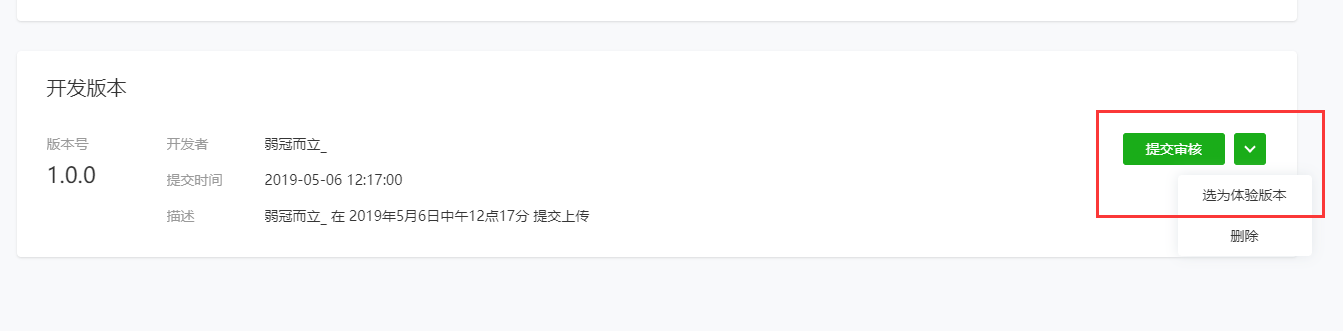 开发版本
版本号
1.0.0
开发者 弱冠而立_
提交时间 2019-05-06 12:17:00
描述 弱冠而立_ 在 2019年5月6日中午12点17分 提交上传
提交审核
选为体验版本
删除